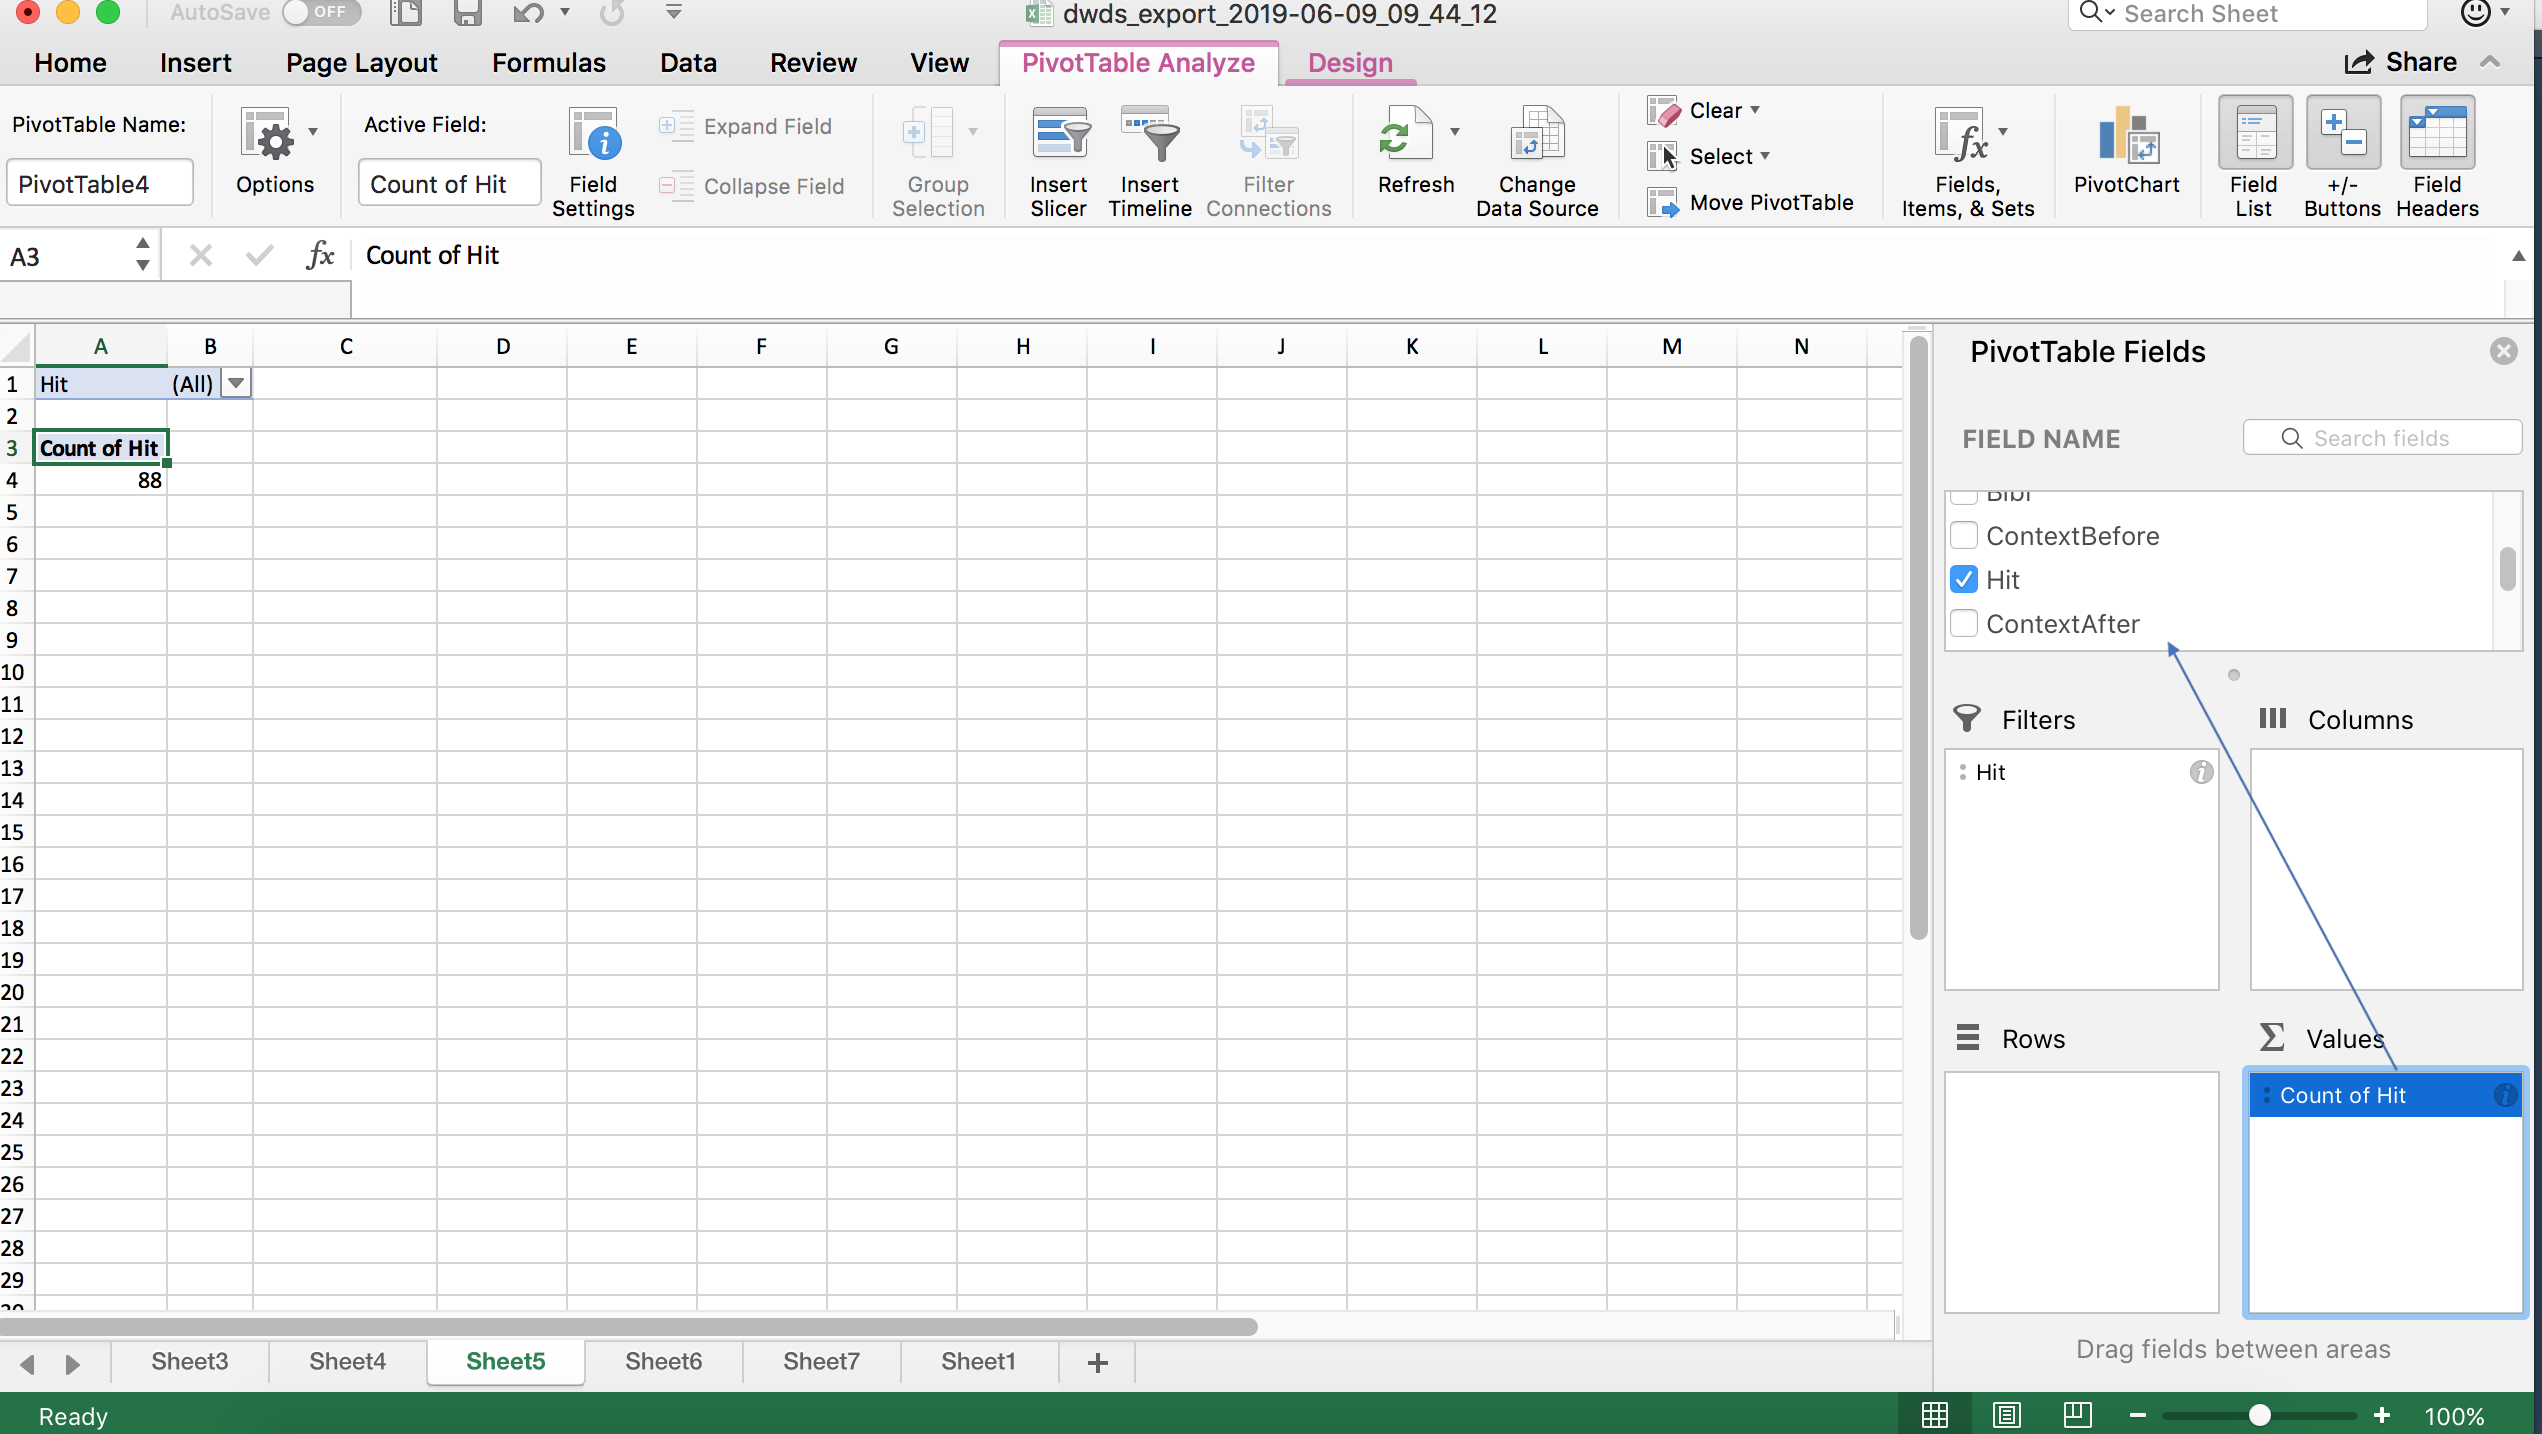 AutoSave OFF dwds_export_2019-06-09_09_44_12 Search Sheet
Home Insert Page Layout Formulas Data Review View PivotTable Analyze Design Share
PivotTable Name: Active Field: Expand Field Clear
PivotTable4 Options Count of Hit Field Settings Collapse Field Group Selection Insert Slicer Insert Timeline Filter Connections Refresh Change Data Source Select Fields, Items, & Sets PivotChart Field List +/- Buttons Field Headers
Move PivotTable
A3 fx Count of Hit
A B C D E F G H I J K L M N
1 Hit (All)
2
3 Count of Hit
4 88
5
6
7
8
9
10
11
12
13
14
15
16
17
18
19
20
21
22
23
24
25
26
27
28
29
30
PivotTable Fields
FIELD NAME Search fields
Bibl
ContextBefore
Hit
ContextAfter
Filters Columns
Hit
Rows Values
Count of Hit
Drag fields between areas
Sheet3 Sheet4 Sheet5 Sheet6 Sheet7 Sheet1 +
Ready 100%